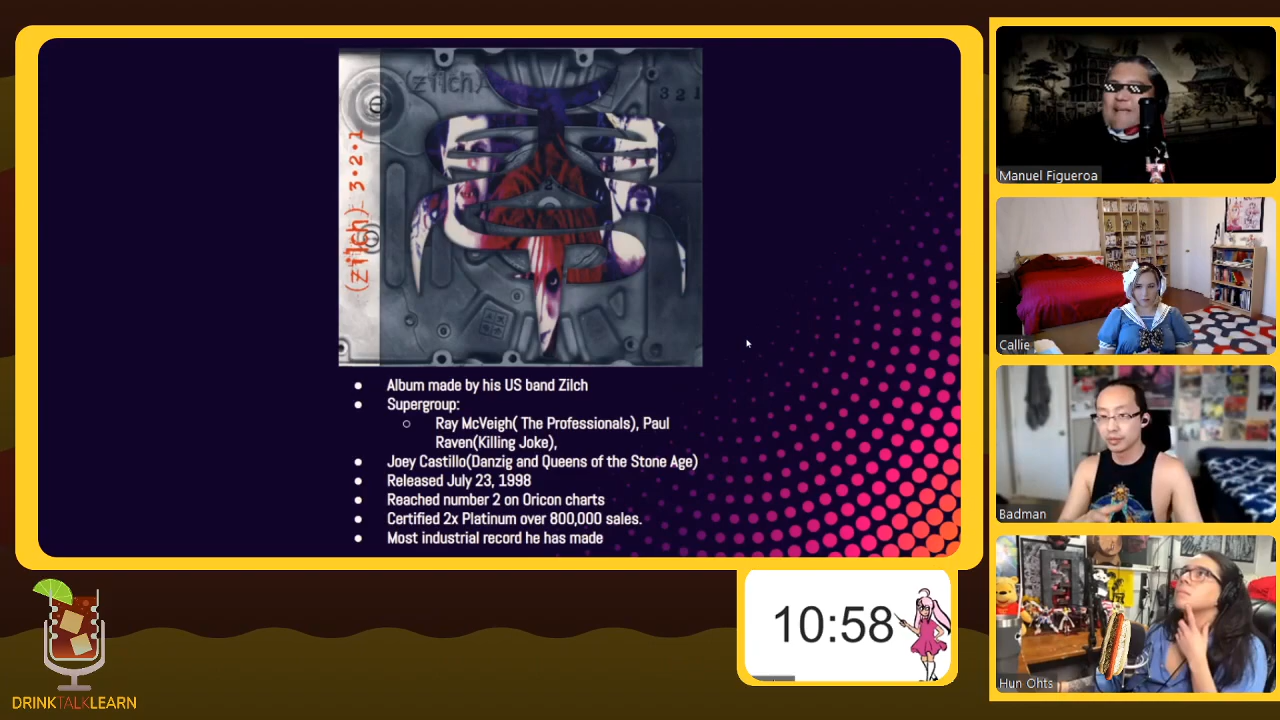 (zilch)
3 2 1
(zilch) 3.2.1
2
Album made by his US band Zilch
Supergroup:
Ray McVeigh( The Professionals), Paul
Raven(Killing Joke),
Joey Castillo(Danzig and Queens of the Stone Age)
Released July 23, 1998
Reached number 2 on Oricon charts
Certified 2x Platinum over 800,000 sales.
Most industrial record he has made
10:58
DRINKTALKLEARN
Manuel Figueroa
Callie
Badman
Hun Ohts